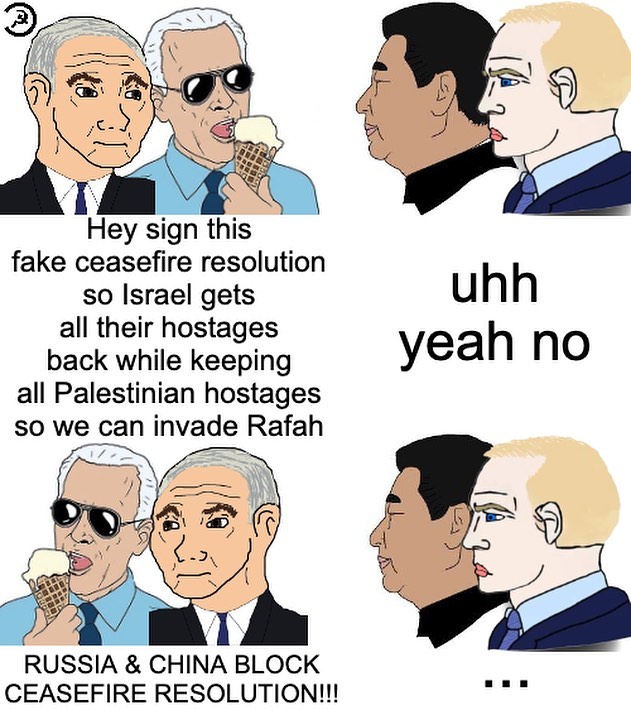 Hey sign this
fake ceasefire resolution
so Israel gets
all their hostages
back while keeping
all Palestinian hostages
so we can invade Rafah
uhh
yeah no
RUSSIA & CHINA BLOCK
CEASEFIRE RESOLUTION!!!
...